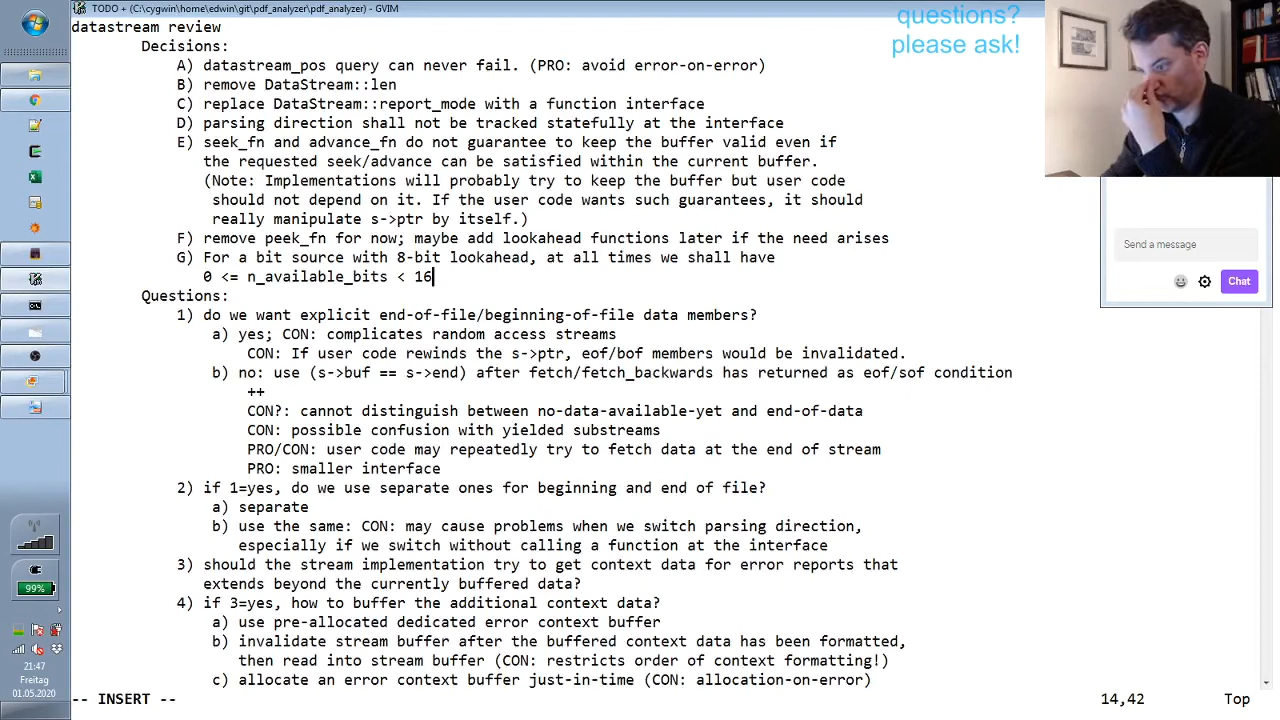 TODO + (C:\cygwin\home\edwin\git\pdf_analyzer\pdf_analyzer) - GVIM
questions?
please ask!
datastream review
Decisions:
A) datastream_pos query can never fail. (PRO: avoid error-on-error)
B) remove DataStream::len
C) replace DataStream::report_mode with a function interface
D) parsing direction shall not be tracked statefully at the interface
E) seek_fn and advance_fn do not guarantee to keep the buffer valid even if
the requested seek/advance can be satisfied within the current buffer.
(Note: Implementations will probably try to keep the buffer but user code
should not depend on it. If the user code wants such guarantees, it should
really manipulate s->ptr by itself.)
F) remove peek_fn for now; maybe add lookahead functions later if the need arises
G) For a bit source with 8-bit lookahead, at all times we shall have
0 <= n_available_bits < 16
Questions:
1) do we want explicit end-of-file/beginning-of-file data members?
a) yes; CON: complicates random access streams
CON: If user code rewinds the s->ptr, eof/bof members would be invalidated.
b) no: use (s->buf == s->end) after fetch/fetch_backwards has returned as eof/sof condition
++
CON?: cannot distinguish between no-data-available-yet and end-of-data
CON: possible confusion with yielded substreams
PRO/CON: user code may repeatedly try to fetch data at the end of stream
PRO: smaller interface
2) if 1=yes, do we use separate ones for beginning and end of file?
a) separate
b) use the same: CON: may cause problems when we switch parsing direction,
especially if we switch without calling a function at the interface
3) should the stream implementation try to get context data for error reports that
extends beyond the currently buffered data?
4) if 3=yes, how to buffer the additional context data?
a) use pre-allocated dedicated error context buffer
b) invalidate stream buffer after the buffered context data has been formatted,
then read into stream buffer (CON: restricts order of context formatting!)
c) allocate an error context buffer just-in-time (CON: allocation-on-error)
-- INSERT --
14,42
Top
Send a message
Chat
99%
21:47
Freitag
01.05.2020